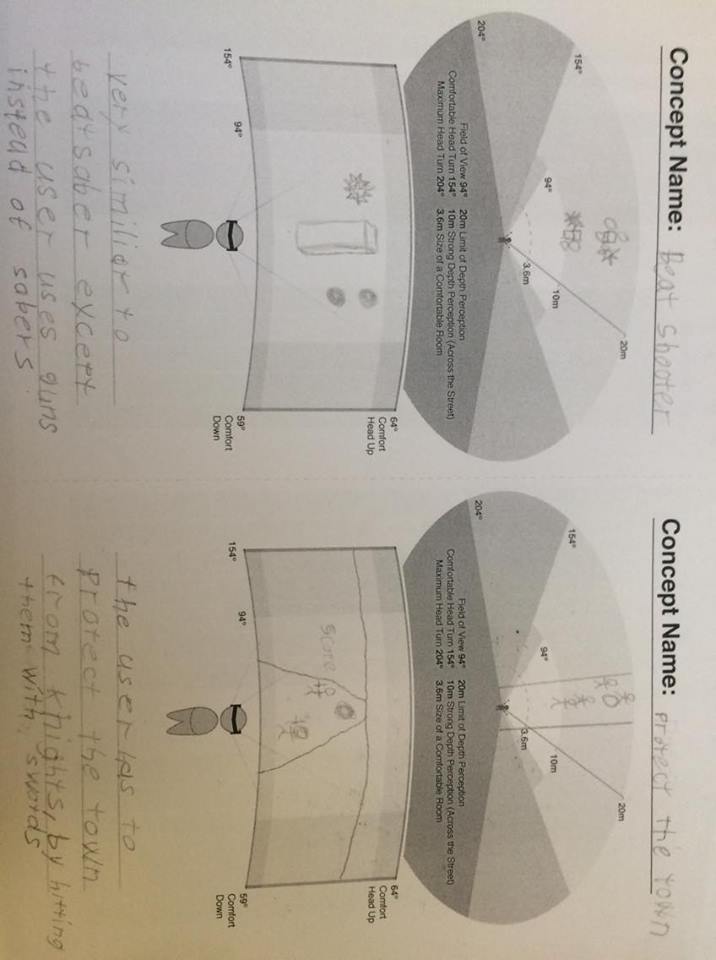 Concept Name: Beat shooter
204°
154°
94°
3.6m
10m
20m
Field of View 94°
Comfortable Head Turn 154°
Maximum Head Turn 204°
20m Limit of Depth Perception
10m Strong Depth Perception (Across the Street)
3.6m Size of a Comfortable Room
64°
Comfort
Head Up
154°
94°
59°
Comfort
Down
very similiar to
beatsaber except
the user uses guns
instead of sabers.
Concept Name: protect the town
204°
154°
94°
3.6m
10m
20m
Field of View 94°
Comfortable Head Turn 154°
Maximum Head Turn 204°
20m Limit of Depth Perception
10m Strong Depth Perception (Across the Street)
3.6m Size of a Comfortable Room
64°
Comfort
Head Up
score
154°
94°
59°
Comfort
Down
the user has to
protect the town
from knights, by hitting
them with swords